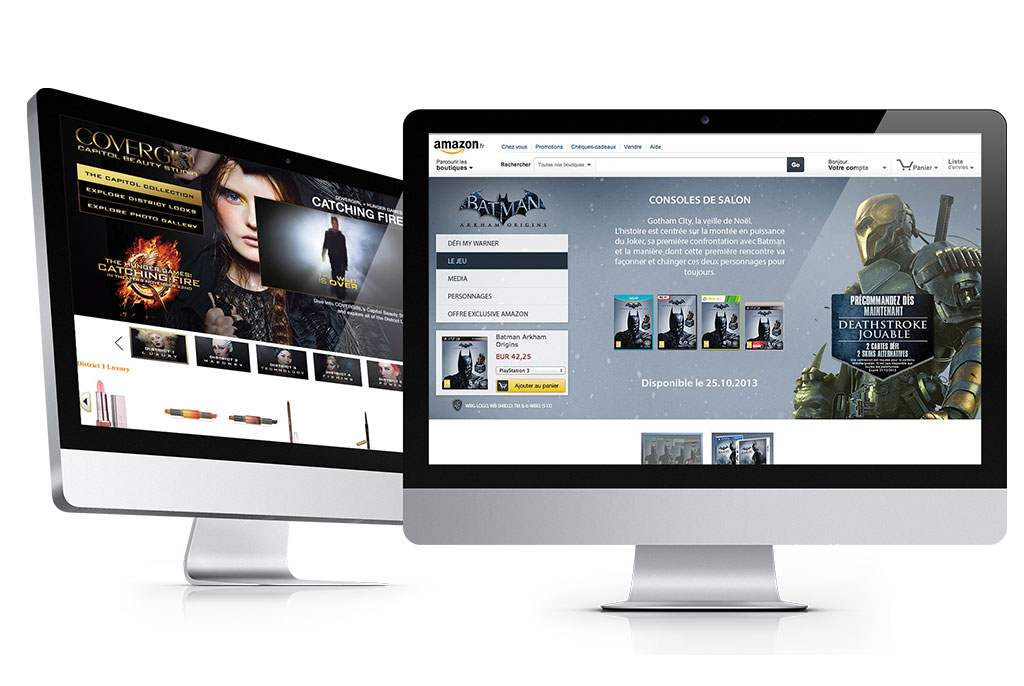 COVERGIRL
CAPITOL BEAUTY STUDIO
THE CAPITOL COLLECTION
EXPLORE DISTRICT LOOKS
EXPLORE PHOTO GALLERY
THE HUNGER GAMES:
CATCHING FIRE
IN THEATRES NOVEMBER 22ND
COVERGIRL + HUNGER GAMES
CATCHING FIRE
THE WAIT
IS OVER
Dive into COVERGIRL's Capitol Beauty S
and explore all of the District L
DISTRICT 1
LUXURY
DISTRICT 2
MASONRY
DISTRICT 3
TECHNOLOGY
DISTRICT 4
FISHING
DISTRICT 5
District 1 Luxury
amazon.fr
Chez vous
Promotions
Chèques-cadeaux
Vendre
Aide
Parcourir les
boutiques
Rechercher
Toutes nos boutiques
Go
Bonjour.
Votre compte
Panier
Liste
d'envies
BATMAN
ARKHAM ORIGINS
DÉFI MY WARNER
LE JEU
MEDIA
PERSONNAGES
OFFRE EXCLUSIVE AMAZON
Batman Arkham
Origins
EUR 42,25
PlayStation 3
Ajouter au panier
WBG LOGO, WB SHIELD: TM & © WBEI. (S13)
CONSOLES DE SALON
Gotham City, la veille de Noël.
L'histoire est centrée sur la montée en puissance
du Joker, sa première confrontation avec Batman
et la manière dont cette première rencontre va
façonner et changer ces deux personnages pour
toujours.
Disponible le 25.10.2013
PRÉCOMMANDEZ DÈS
MAINTENANT
DEATHSTROKE
JOUABLE
2 CARTES DÉFI
2 SKINS ALTERNATIVES